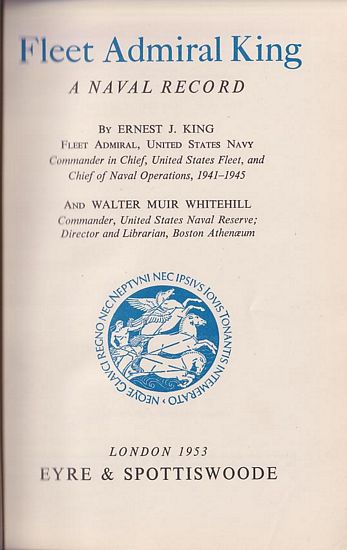 Fleet Admiral King
A NAVAL RECORD
By ERNEST J. KING
Fleet Admiral, United States Navy
Commander in Chief, United States Fleet, and
Chief of Naval Operations, 1941–1945
And WALTER MUIR WHITEHILL
Commander, United States Naval Reserve;
Director and Librarian, Boston Athenæum
NEQVE GLAVCI REGNO NEC NEPTVNI NEC IPSIVS IOVIS TONANTIS INTEMERATO
LONDON 1953
EYRE & SPOTTISWOODE